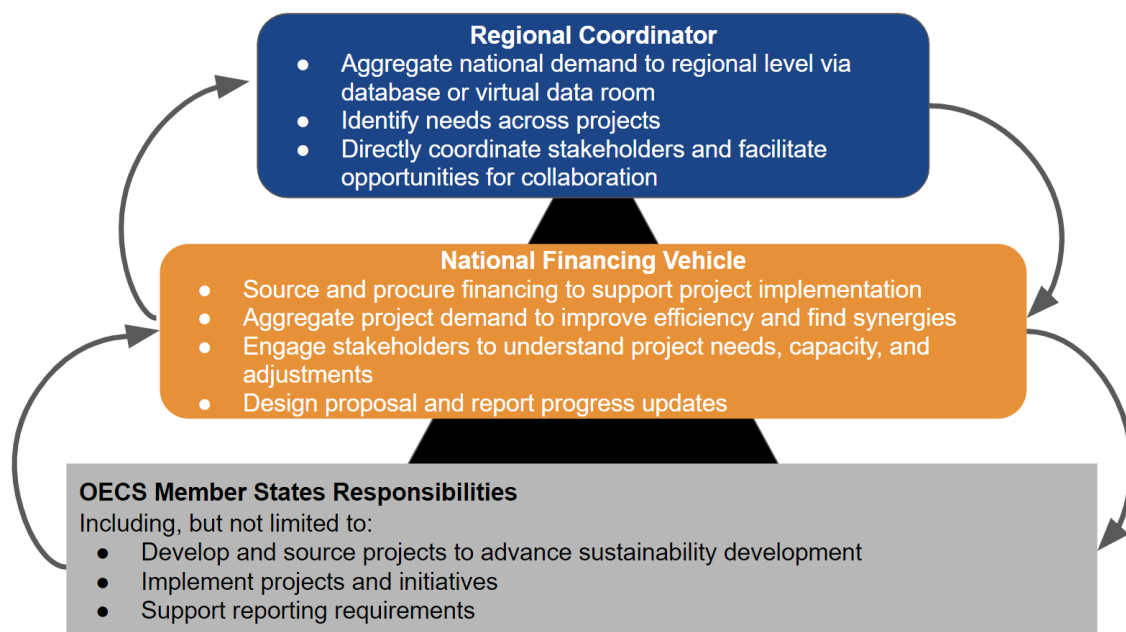 Regional Coordinator
● Aggregate national demand to regional level via
database or virtual data room
● Identify needs across projects
● Directly coordinate stakeholders and facilitate
opportunities for collaboration
National Financing Vehicle
● Source and procure financing to support project implementation
● Aggregate project demand to improve efficiency and find synergies
● Engage stakeholders to understand project needs, capacity, and
adjustments
● Design proposal and report progress updates
OECS Member States Responsibilities
Including, but not limited to:
● Develop and source projects to advance sustainability development
● Implement projects and initiatives
● Support reporting requirements